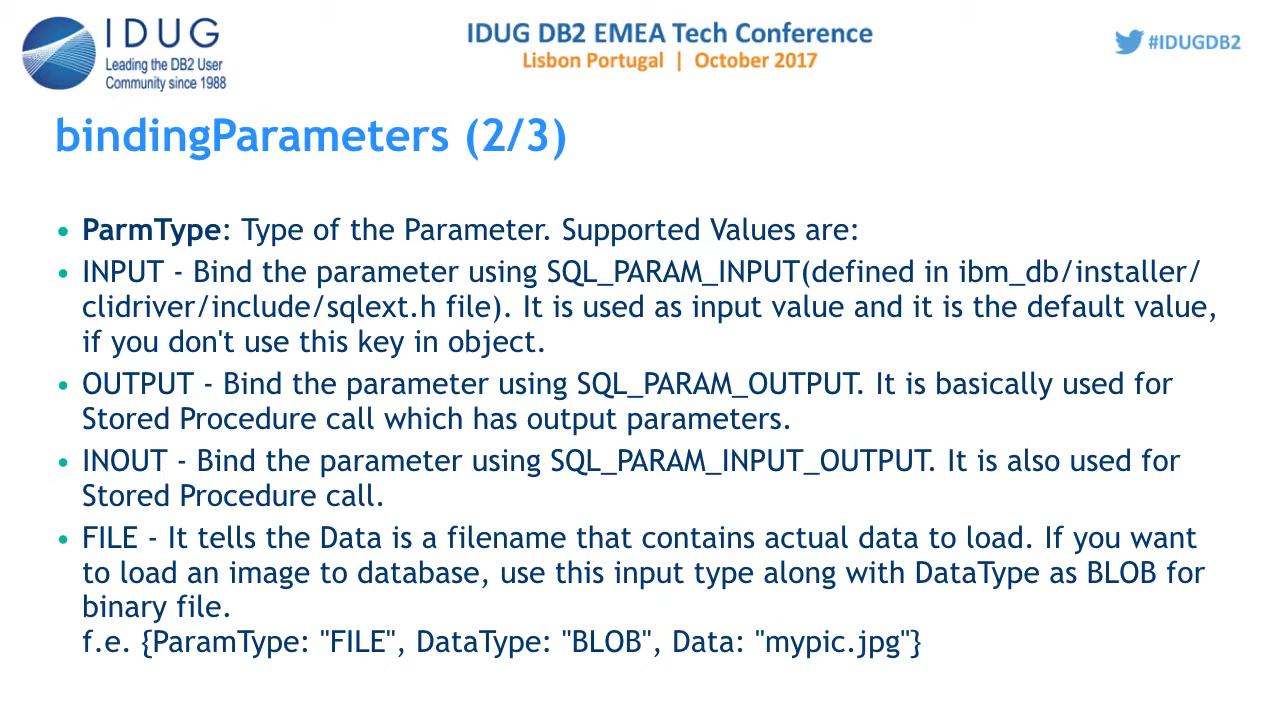 IDUG
Leading the DB2 User
Community since 1988
IDUG DB2 EMEA Tech Conference
Lisbon Portugal | October 2017
#IDUGDB2
bindingParameters (2/3)
• ParmType: Type of the Parameter. Supported Values are:
• INPUT - Bind the parameter using SQL_PARAM_INPUT(defined in ibm_db/installer/
clidriver/include/sqlext.h file). It is used as input value and it is the default value,
if you don't use this key in object.
• OUTPUT - Bind the parameter using SQL_PARAM_OUTPUT. It is basically used for
Stored Procedure call which has output parameters.
• INOUT - Bind the parameter using SQL_PARAM_INPUT_OUTPUT. It is also used for
Stored Procedure call.
• FILE - It tells the Data is a filename that contains actual data to load. If you want
to load an image to database, use this input type along with DataType as BLOB for
binary file.
f.e. {ParamType: "FILE", DataType: "BLOB", Data: "mypic.jpg"}